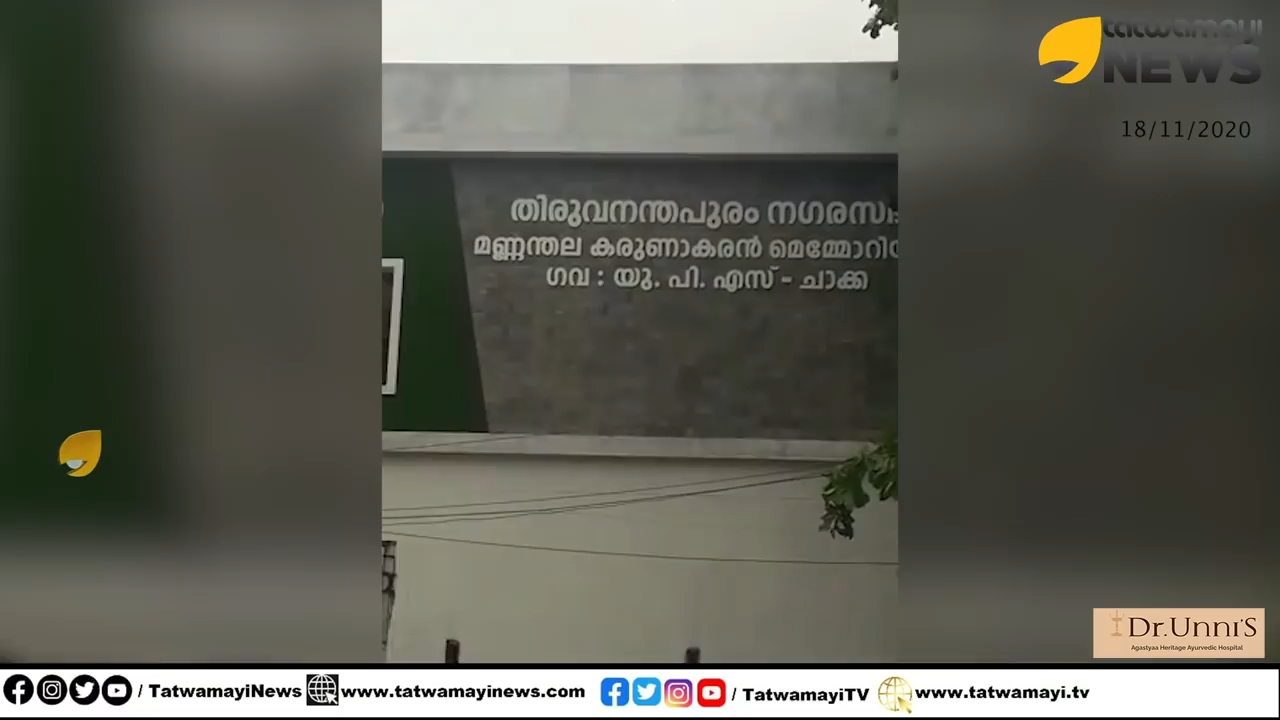 tatwamayi
NEWS
18/11/2020
തിരുവനന്തപുരം
മണ്ണന്തല കരുണാകരൻ
ഗവ : യു. പി. എസ് - ചാക്ക
Dr.Unni'S
Agastyaa Heritage Ayurvedic Hospital
/ TatwamayiNews www.tatwamayinews.com / TatwamayiTV www.tatwamayi.tv